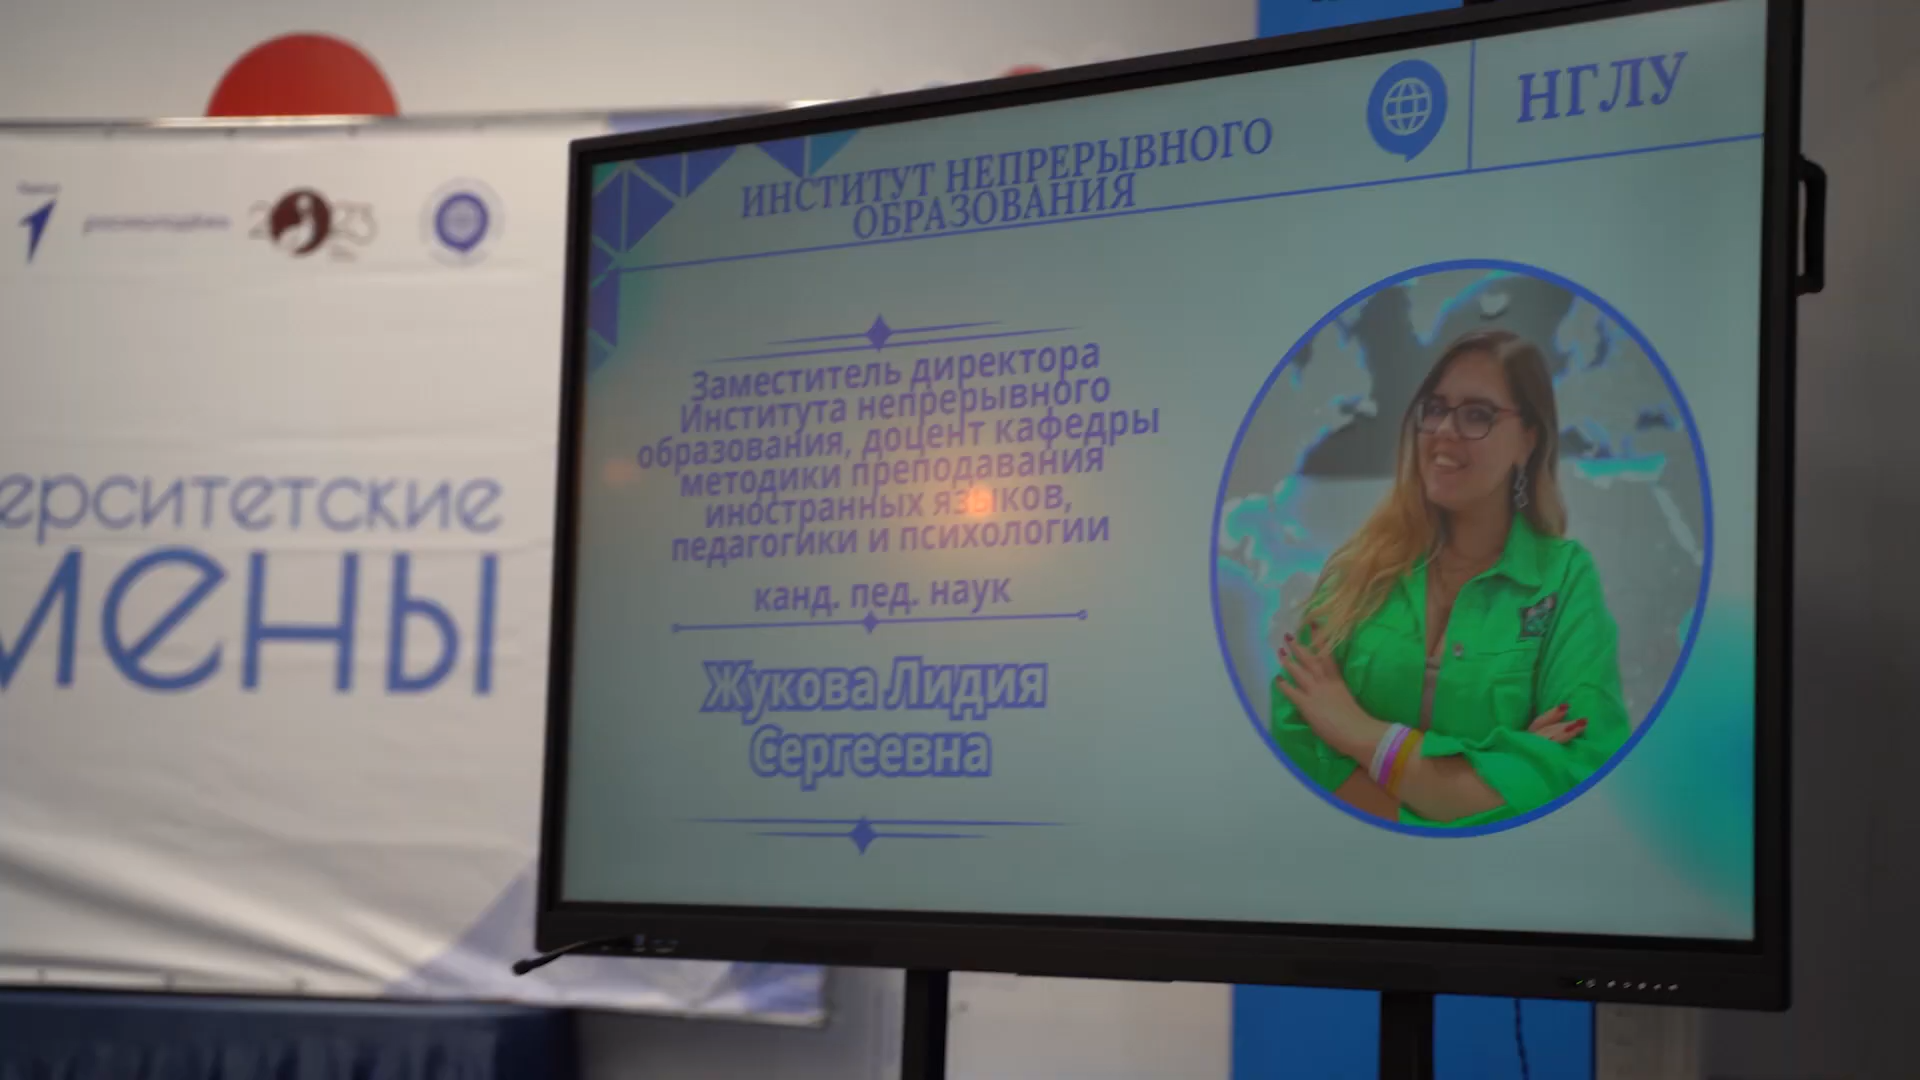 ИНСТИТУТ НЕПРЕРЫВНОГО
ОБРАЗОВАНИЯ
НГЛУ
Заместитель директора
Института непрерывного
образования, доцент кафедры
методики преподавания
иностранных языков,
педагогики и психологии
канд. пед. наук
Жукова Лидия
Сергеевна
2023
ерситетские
мены